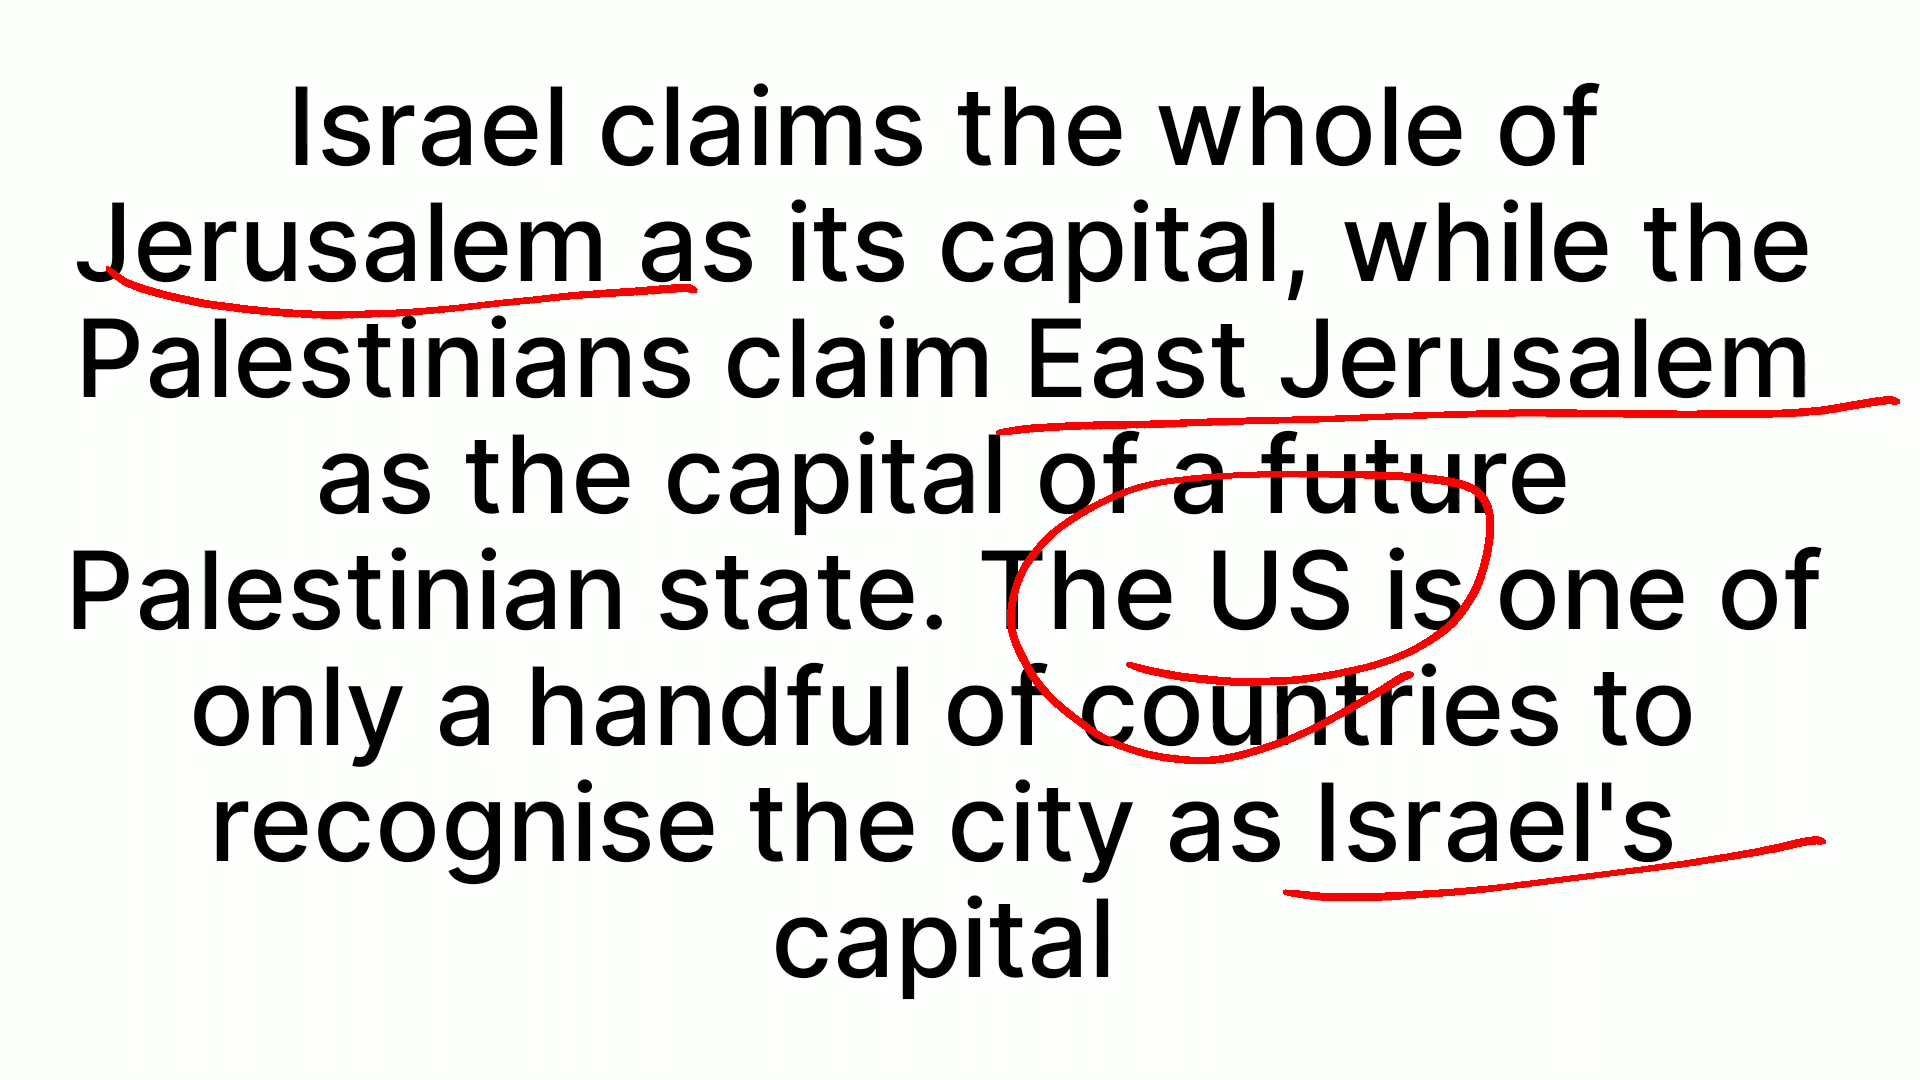 Israel claims the whole of
Jerusalem as its capital, while the
Palestinians claim East Jerusalem
as the capital of a future
Palestinian state. The US is one of
only a handful of countries to
recognise the city as Israel's
capital